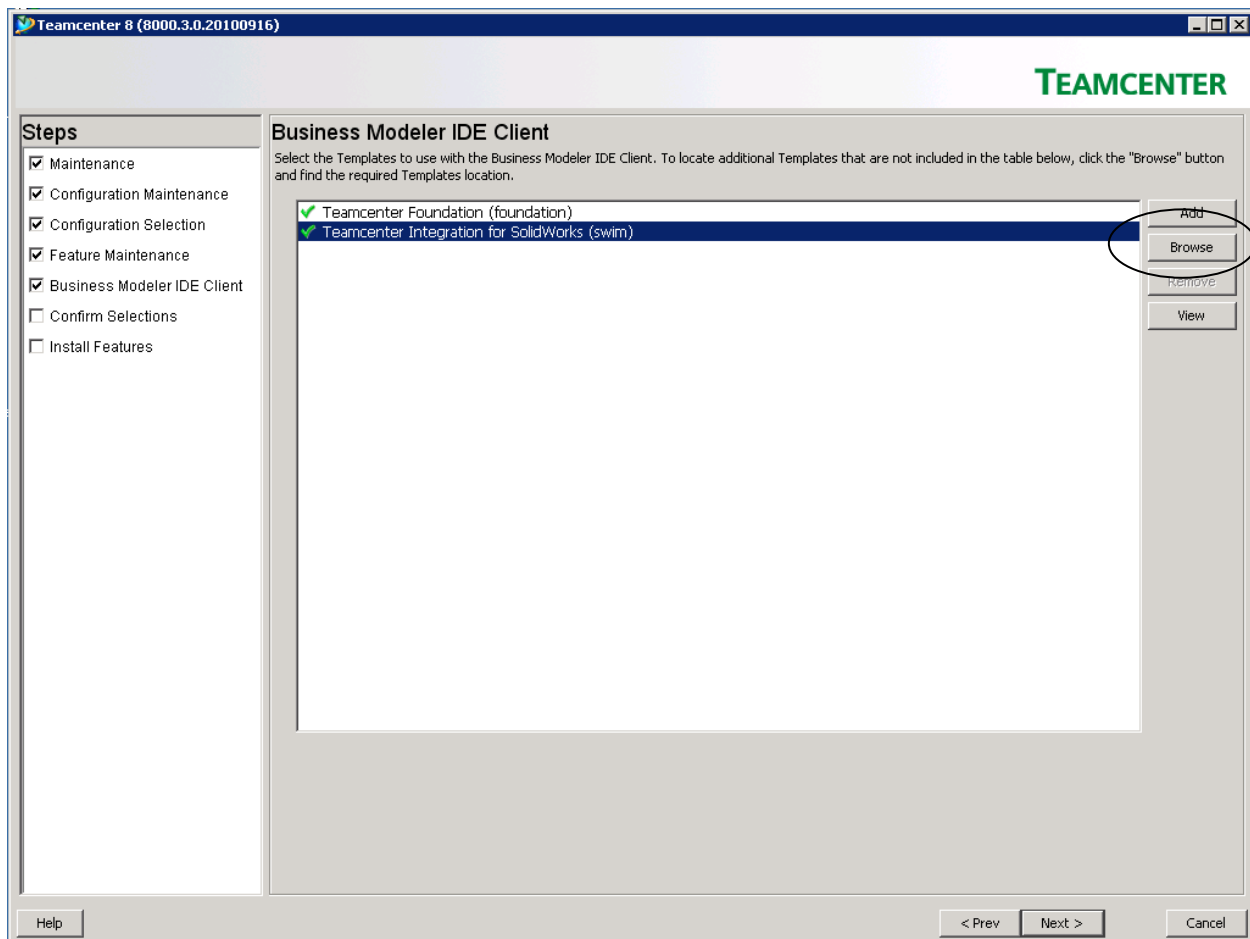 Teamcenter 8 (8000.3.0.20100916)
TEAMCENTER
Steps
Maintenance
Configuration Maintenance
Configuration Selection
Feature Maintenance
Business Modeler IDE Client
Confirm Selections
Install Features
Business Modeler IDE Client
Select the Templates to use with the Business Modeler IDE Client. To locate additional Templates that are not included in the table below, click the "Browse" button
and find the required Templates location.
Teamcenter Foundation (foundation)
Teamcenter Integration for SolidWorks (swim)
Add
Browse
Remove
View
Help
< Prev
Next >
Cancel